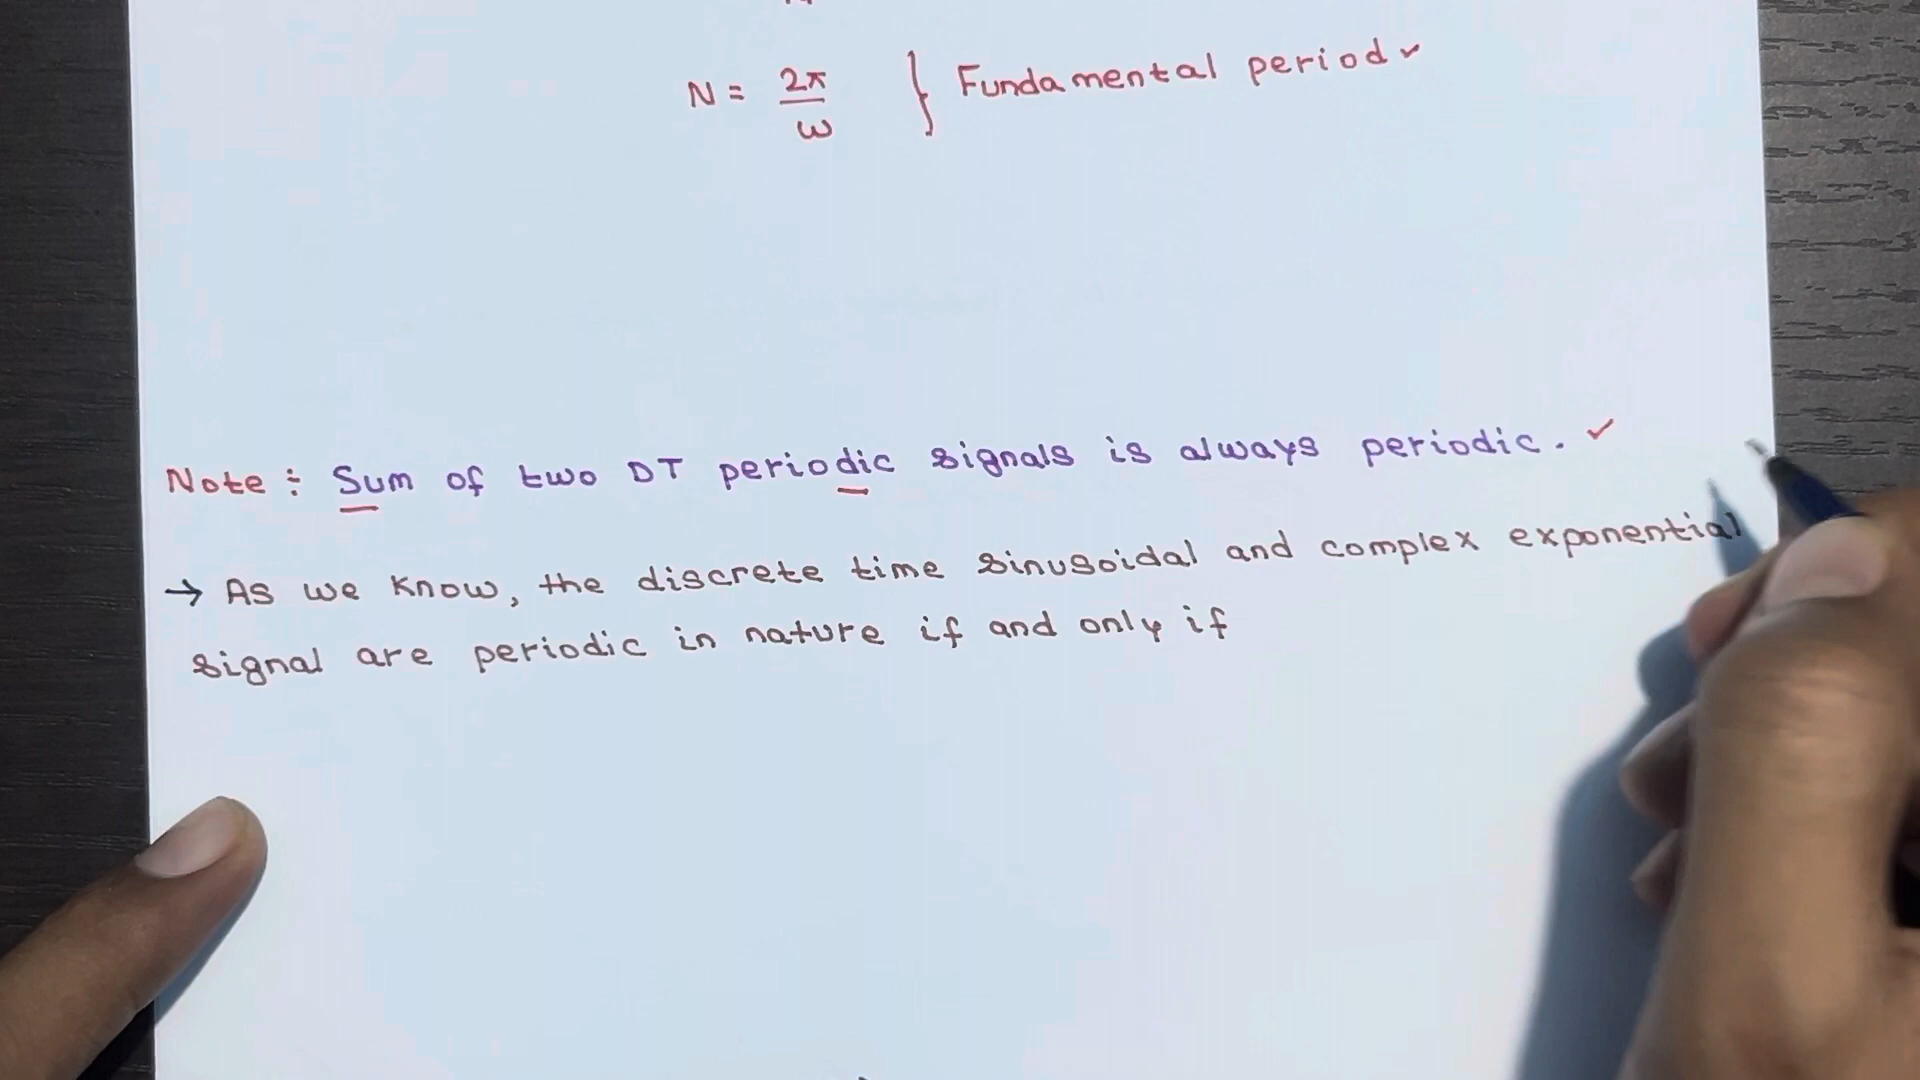 N = 2π/ω } Fundamental period ✓
Note : Sum of two DT periodic signals is always periodic. ✓
→ As we know, the discrete time sinusoidal and complex exponential
signal are periodic in nature if and only if